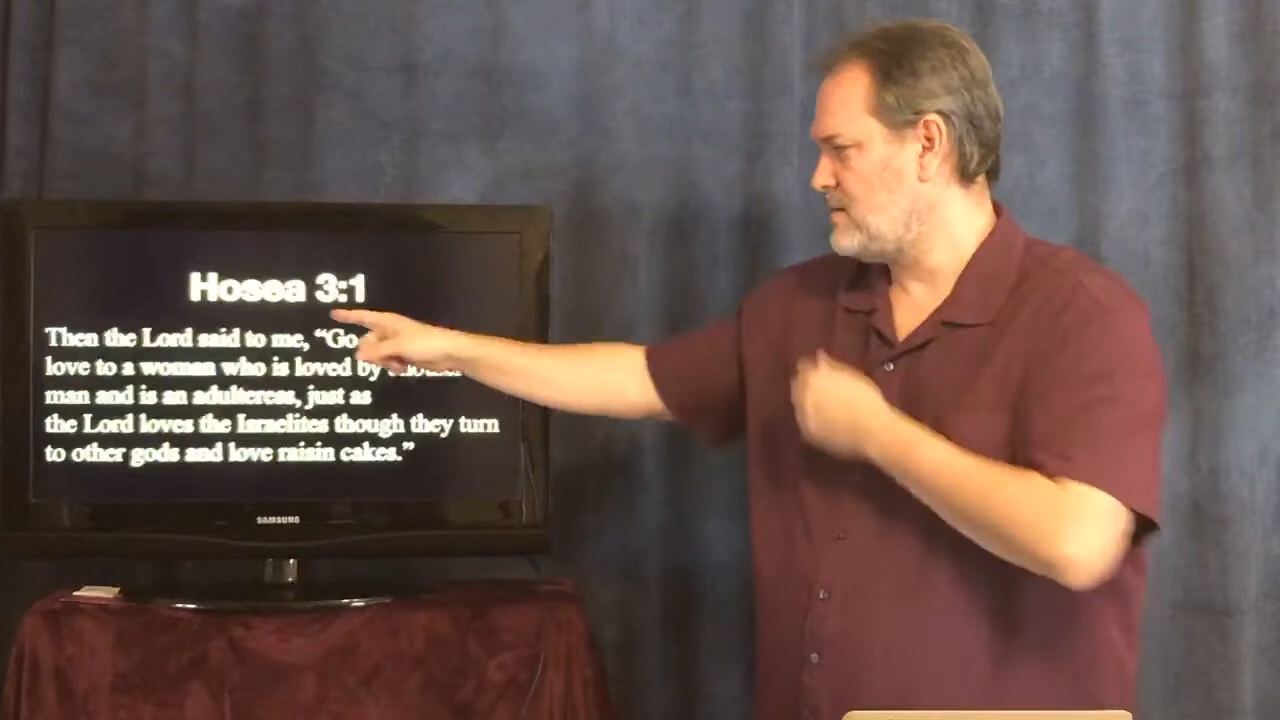 Hosea 3:1
Then the Lord said to me, “Go
love to a woman who is loved by
man and is an adulteress, just as
the Lord loves the Israelites though they turn
to other gods and love raisin cakes.”
SAMSUNG